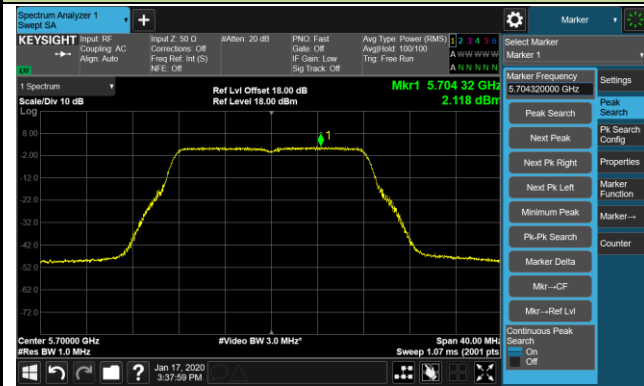 Spectrum Analyzer 1
Swept SA
Marker
KEYSIGHT
Input: RF
Coupling: AC
Align: Auto
Input Z: 50 Ω
Corrections: Off
Freq Ref: Int (S)
NFE: Off
#Atten: 20 dB
PNO: Fast
Gate: Off
IF Gain: Low
Sig Track: Off
Avg Type: Power (RMS)
Avg|Hold: 100/100
Trig: Free Run
1 2 3 4 5 6
A W W W W W
A N N N N N
Select Marker
Marker 1
1 Spectrum
Scale/Div 10 dB
Log
Ref Lvl Offset 18.00 dB
Ref Level 18.00 dBm
Mkr1 5.704 32 GHz
2.118 dBm
8.00
-2.00
-12.0
-22.0
-32.0
-42.0
-52.0
-62.0
-72.0
1
Center 5.70000 GHz
#Res BW 1.0 MHz
#Video BW 3.0 MHz*
Span 40.00 MHz
Sweep 1.07 ms (2001 pts)
Marker Frequency
5.704320000 GHz
Peak Search
Next Peak
Next Pk Right
Next Pk Left
Minimum Peak
Pk-Pk Search
Marker Delta
Mkr→CF
Mkr→Ref Lvl
Continuous Peak
Search
On
Off
Settings
Peak
Search
Pk Search
Config
Properties
Marker
Function
Marker→
Counter
Jan 17, 2020
3:37:59 PM